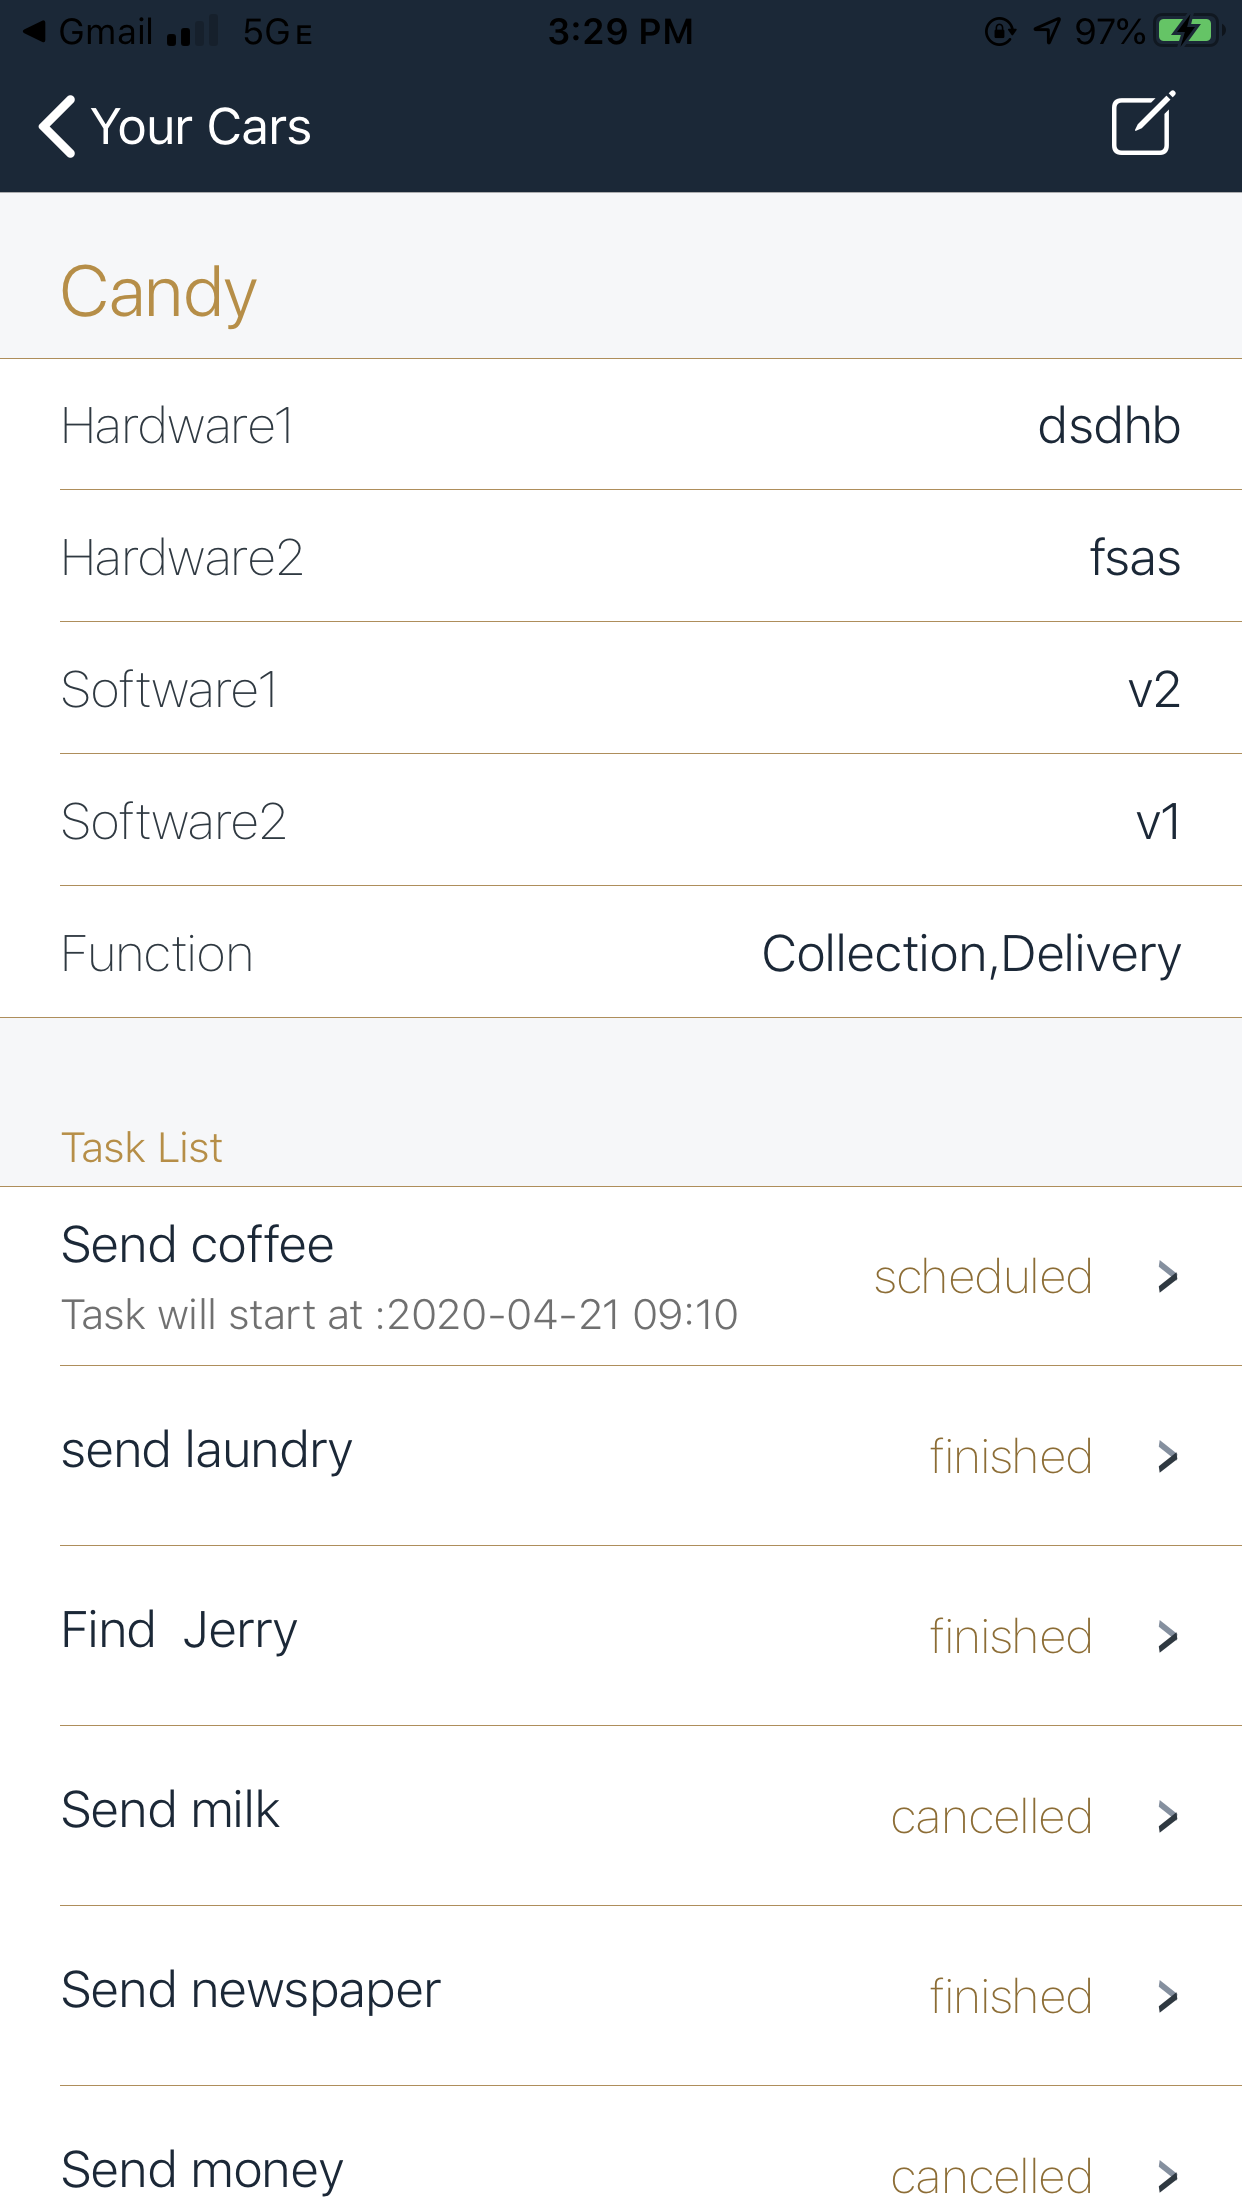 Gmail 5GE 3:29 PM 97%
Your Cars
Candy
Hardware1 dsdhb
Hardware2 fsas
Software1 v2
Software2 v1
Function Collection,Delivery
Task List
Send coffee scheduled
Task will start at :2020-04-21 09:10
send laundry finished
Find  Jerry finished
Send milk cancelled
Send newspaper finished
Send money cancelled